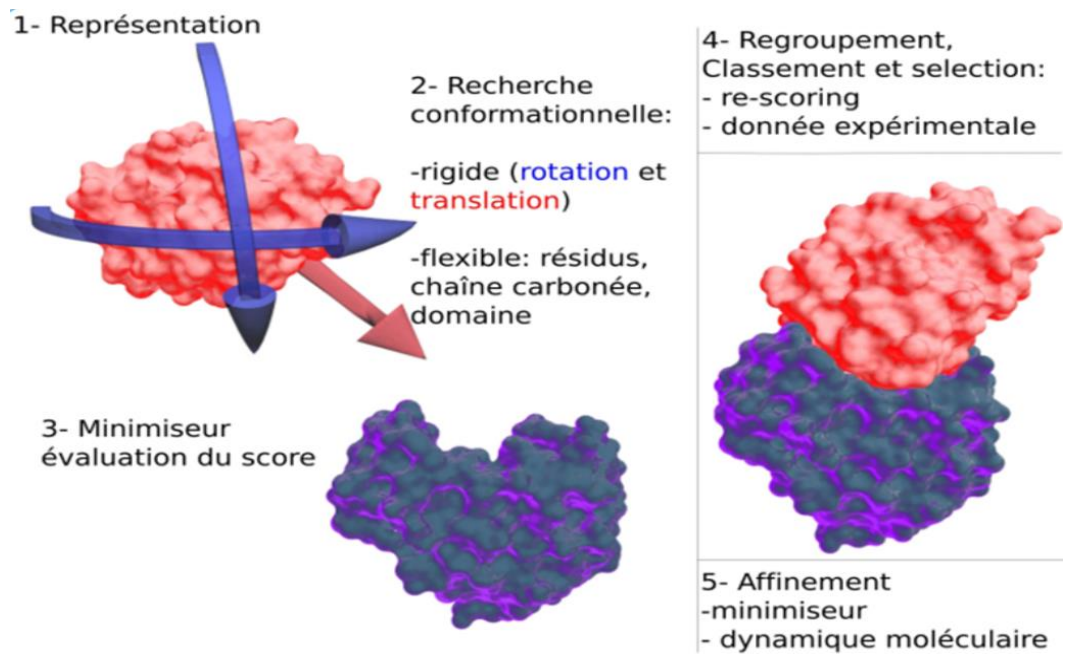 1- Représentation
2- Recherche
conformationnelle:
-rigide (rotation et
translation)
-flexible: résidus,
chaîne carbonée,
domaine
3- Minimiseur
évaluation du score
4- Regroupement,
Classement et selection:
- re-scoring
- donnée expérimentale
5- Affinement
-minimiseur
- dynamique moléculaire